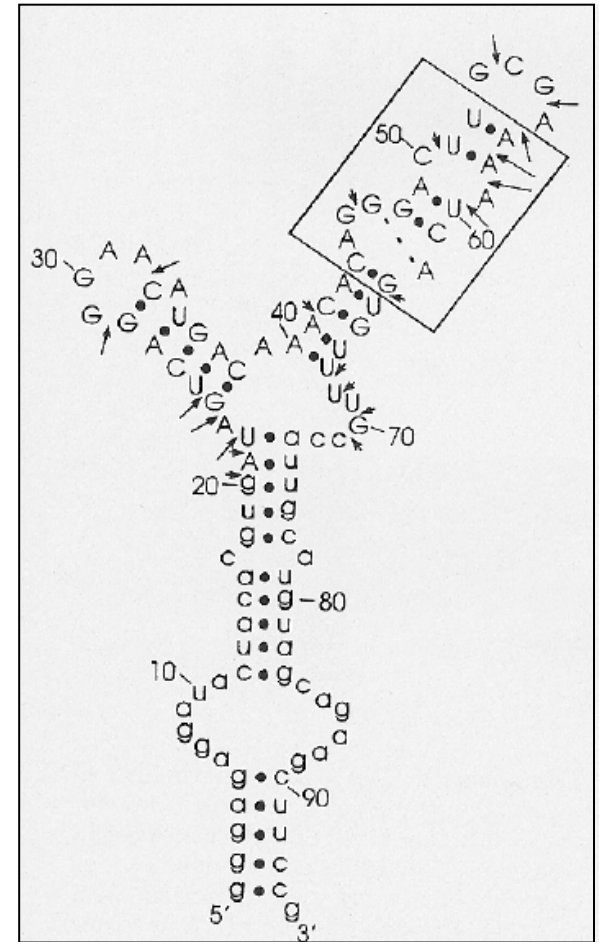 G C G
U • A A
50 C U • A
A • U A
G G G • C 60
A A
30 G A A C • G A
C A A • U
G G • U 40 C • G
A • G A A • U
C • C A A • U
U • U U
G
A U • a c c G 70
A • u
20 g • u
u • g
g • c
c a
a • u
c • g 80
a • u
u • a
10 u a c • g c a
a g
g a
g a g a
g • c 90
a • u
g • u
g • c
g • c
5' g
3'